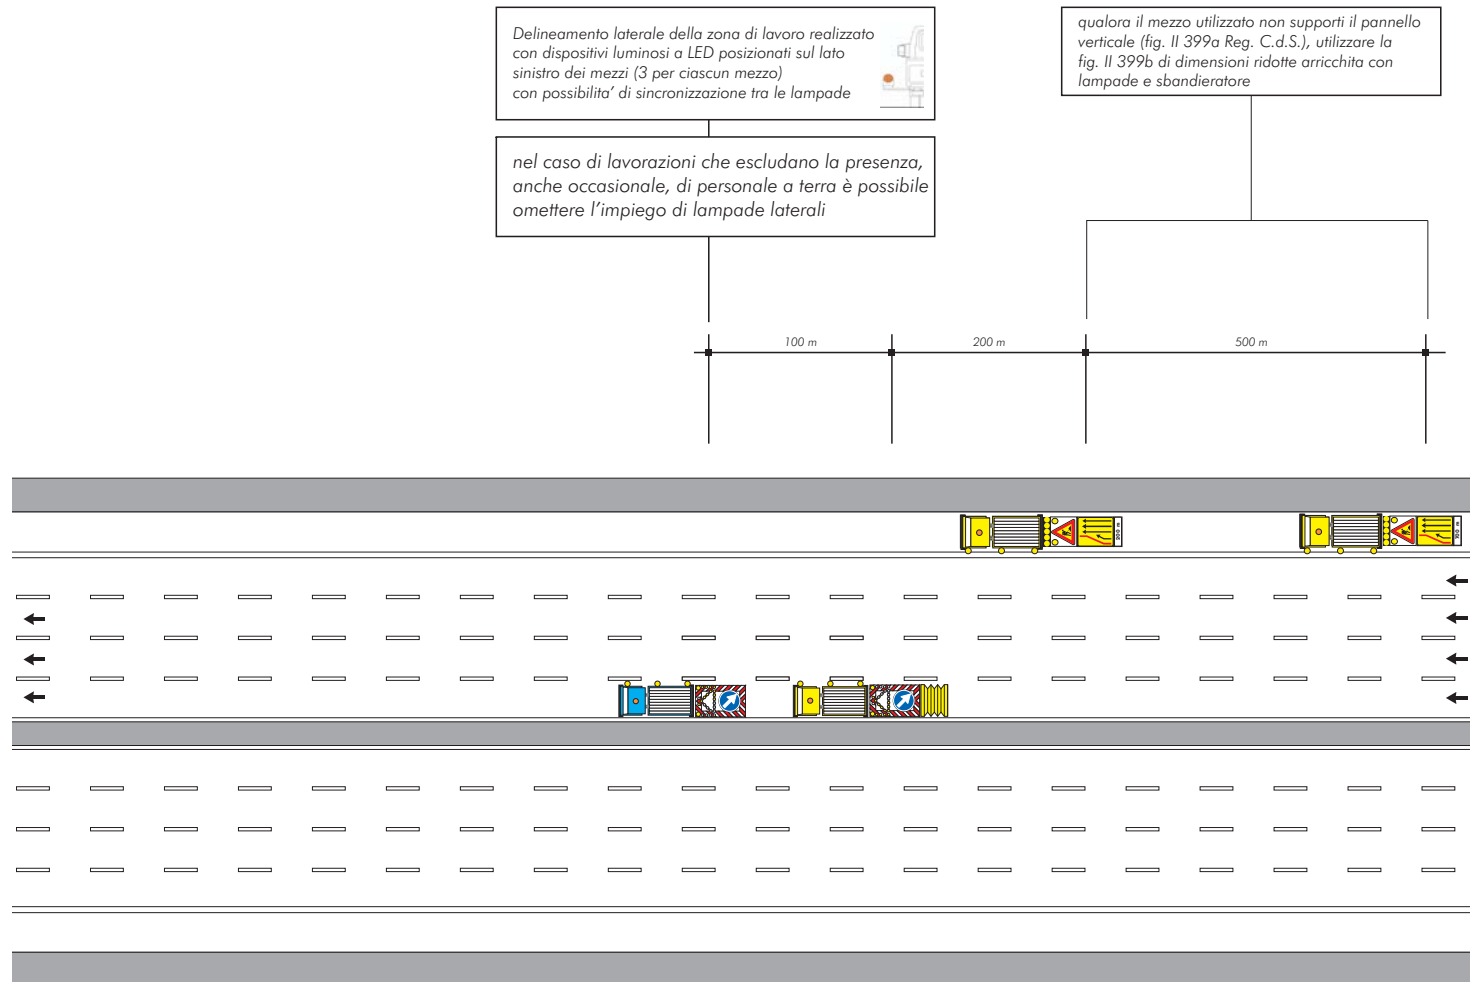 Delineamento laterale della zona di lavoro realizzato
con dispositivi luminosi a LED posizionati sul lato
sinistro dei mezzi (3 per ciascun mezzo)
con possibilita' di sincronizzazione tra le lampade
nel caso di lavorazioni che escludano la presenza,
anche occasionale, di personale a terra è possibile
omettere l'impiego di lampade laterali
qualora il mezzo utilizzato non supporti il pannello
verticale (fig. II 399a Reg. C.d.S.), utilizzare la
fig. II 399b di dimensioni ridotte arricchita con
lampade e sbandieratore
100 m
200 m
500 m